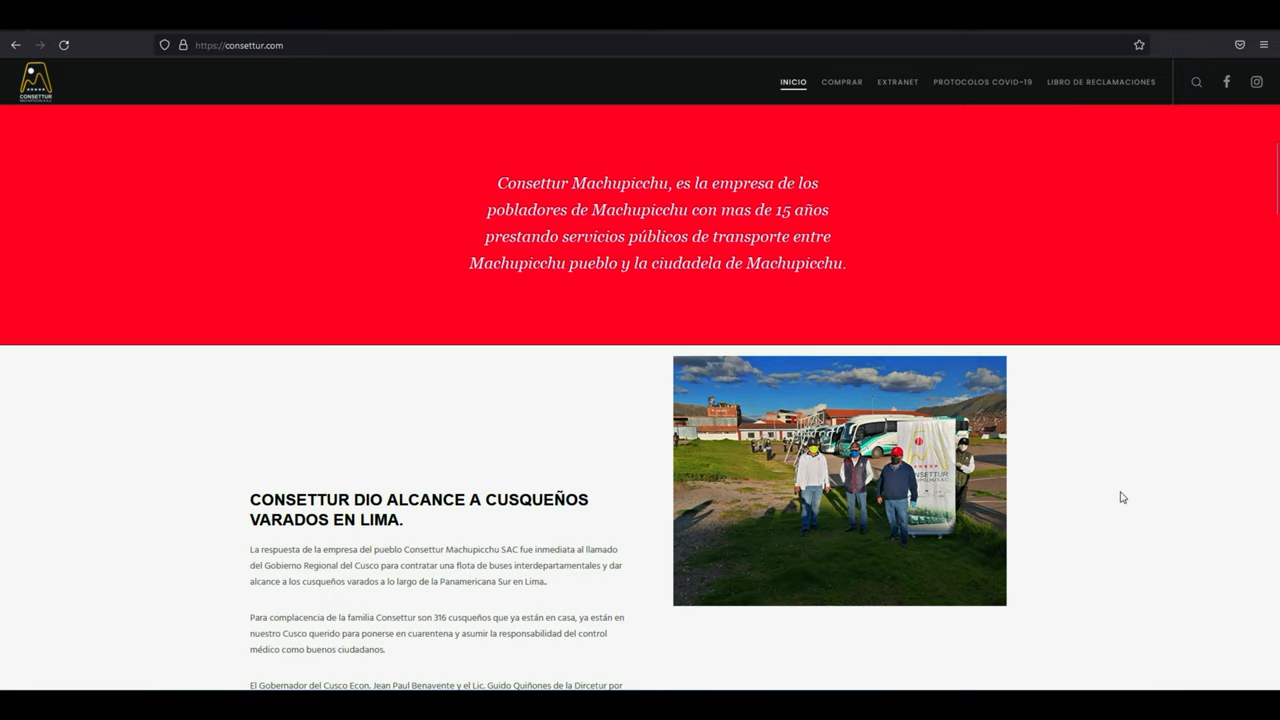 https://consettur.com
CONSETTUR
INICIO
COMPRAR
EXTRANET
PROTOCOLOS COVID-19
LIBRO DE RECLAMACIONES
Consettur Machupicchu, es la empresa de los
pobladores de Machupicchu con mas de 15 años
prestando servicios públicos de transporte entre
Machupicchu pueblo y la ciudadela de Machupicchu.
CONSETTUR DIO ALCANCE A CUSQUEÑOS
VARADOS EN LIMA.
La respuesta de la empresa del pueblo Consettur Machupicchu SAC fue inmediata al llamado
del Gobierno Regional del Cusco para contratar una flota de buses interdepartamentales y dar
alcance a los cusqueños varados a lo largo de la Panamericana Sur en Lima..
Para complacencia de la familia Consettur son 316 cusqueños que ya están en casa, ya están en
nuestro Cusco querido para ponerse en cuarentena y asumir la responsabilidad del control
médico como buenos ciudadanos.
El Gobernador del Cusco Econ. Jean Paul Benavente y el Lic. Guido Quiñones de la Dircetur por